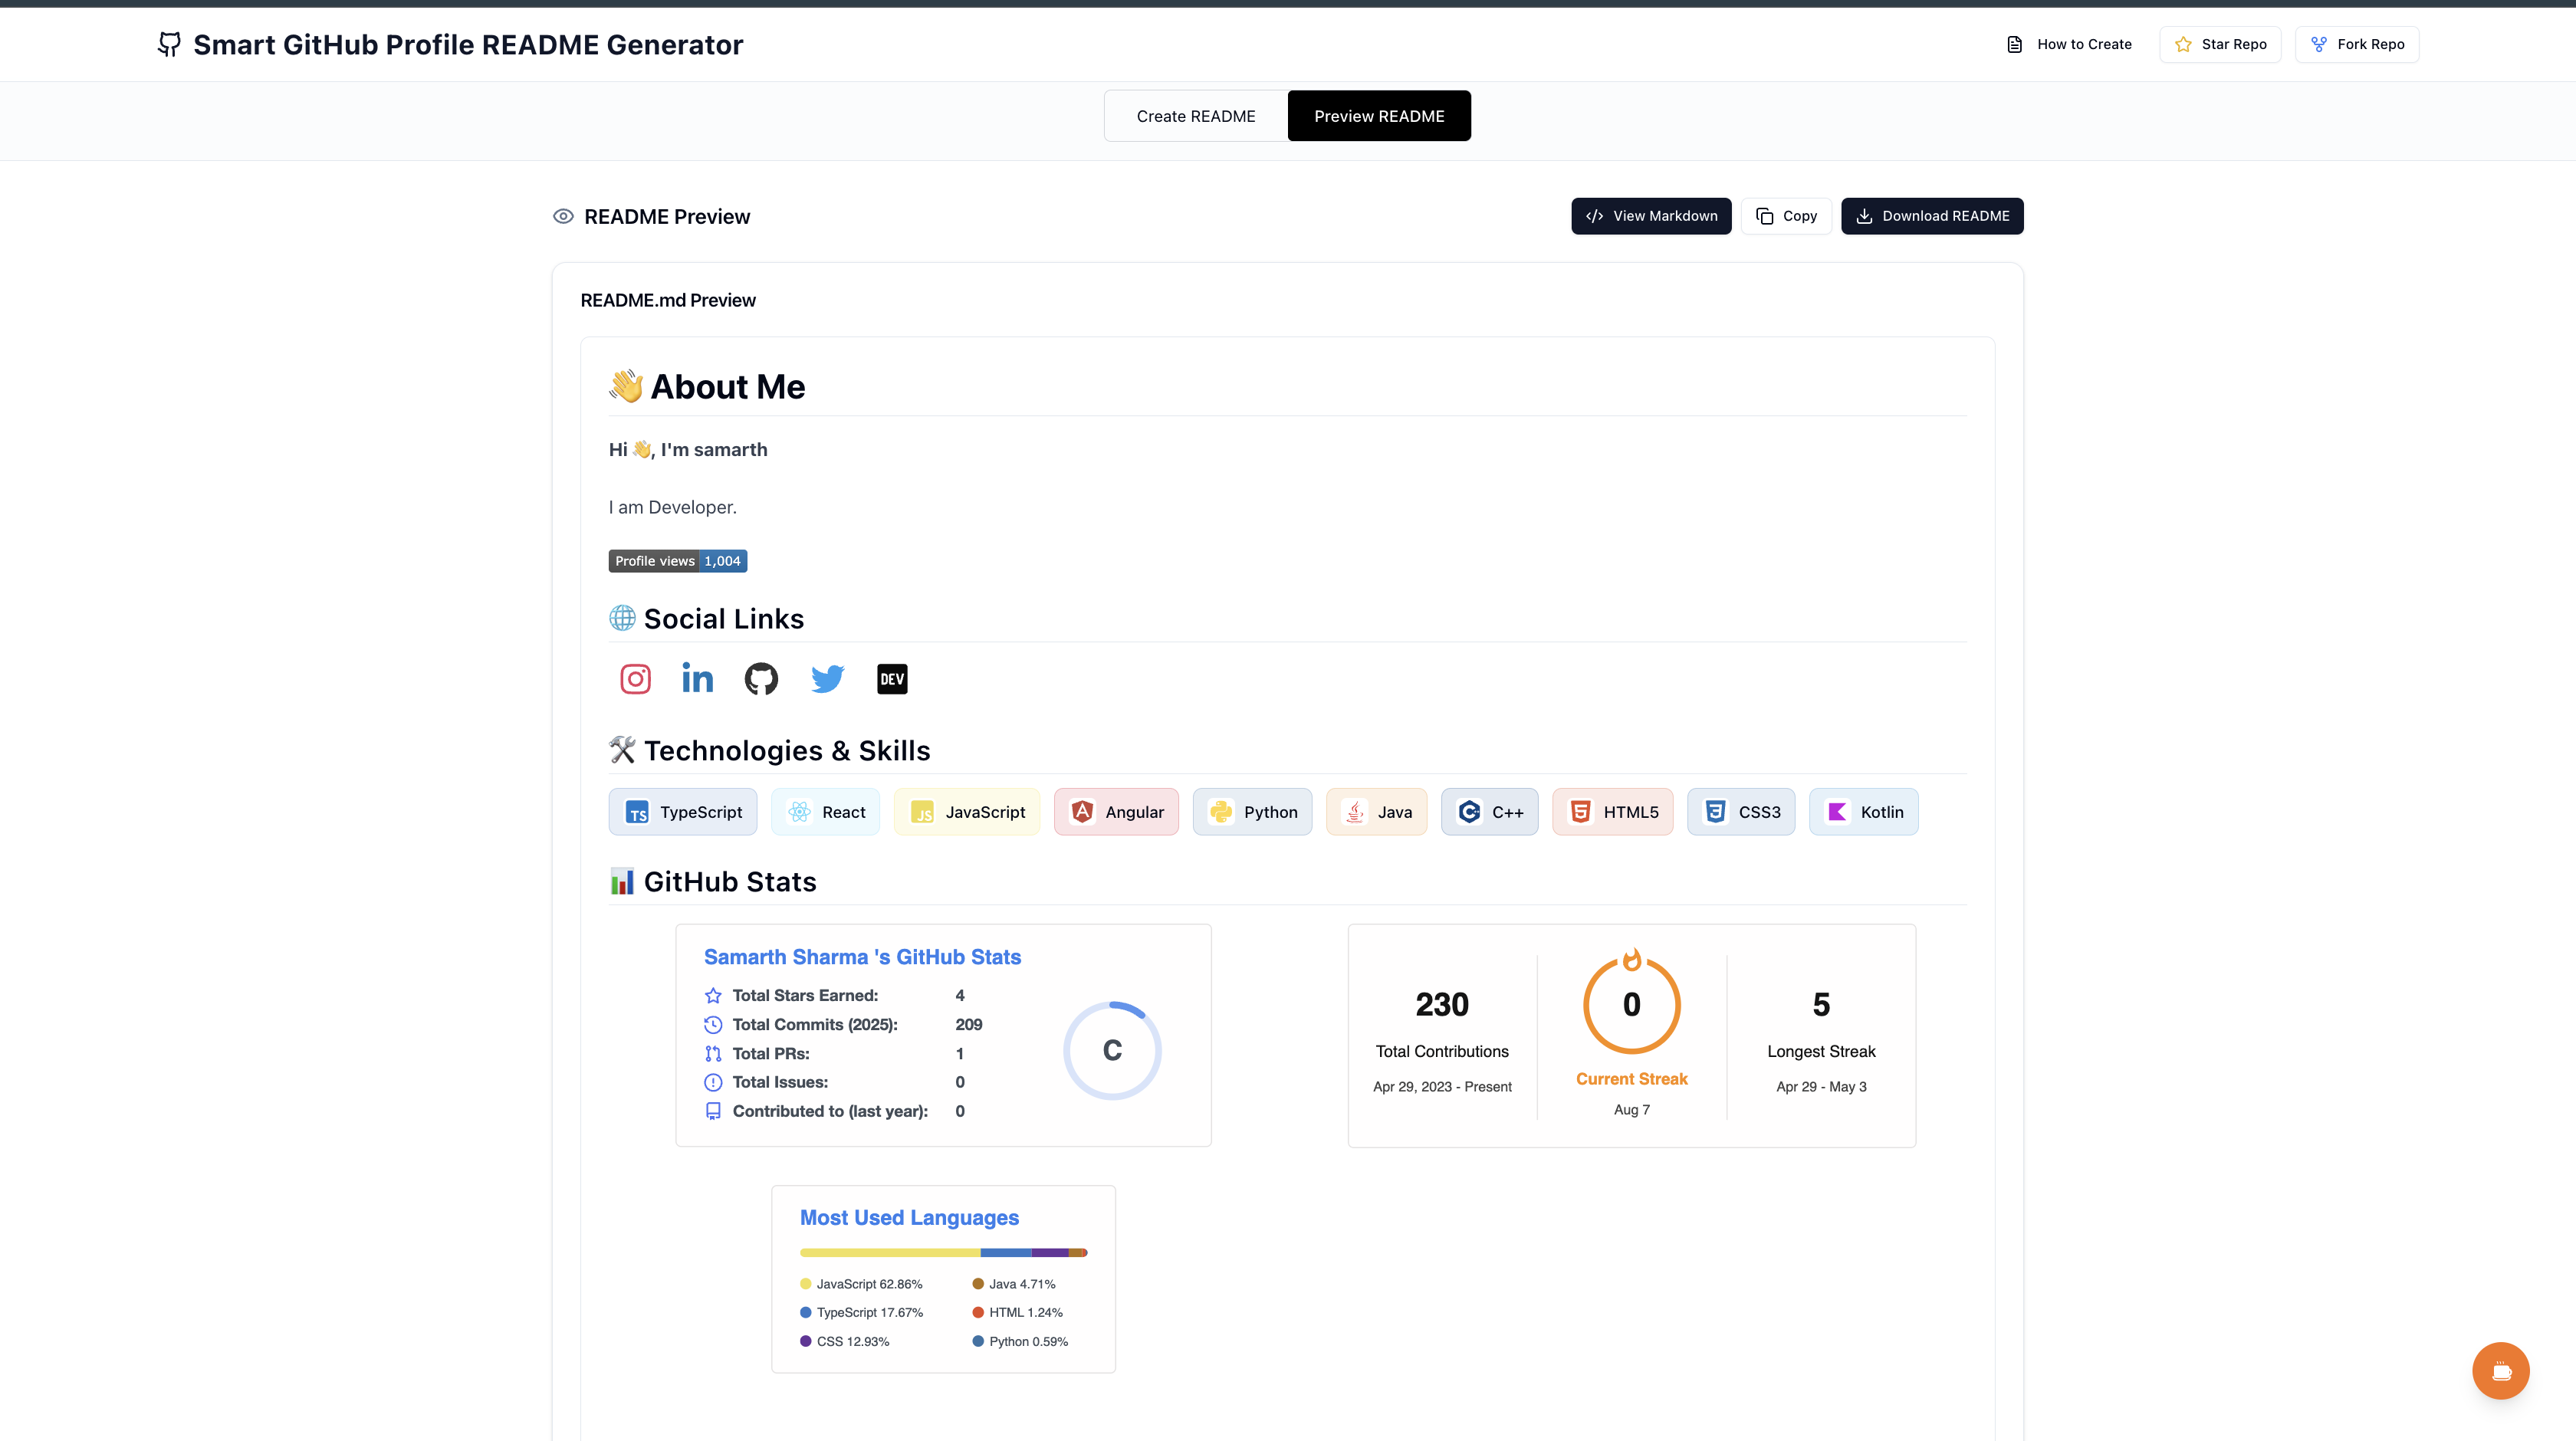 Smart GitHub Profile README Generator
How to Create
Star Repo
Fork Repo
Create README
Preview README
README Preview
View Markdown
Copy
Download README
README.md Preview
👋 About Me
Hi 👋, I'm samarth
I am Developer.
Profile views 1,004
🌐 Social Links
in
DEV
🛠️ Technologies & Skills
TS TypeScript
React
JS JavaScript
Angular
Python
Java
C++
HTML5
CSS3
Kotlin
📊 GitHub Stats
Samarth Sharma 's GitHub Stats
Total Stars Earned: 4
Total Commits (2025): 209
Total PRs: 1
Total Issues: 0
Contributed to (last year): 0
C
230
Total Contributions
Apr 29, 2023 - Present
0
Current Streak
Aug 7
5
Longest Streak
Apr 29 - May 3
Most Used Languages
JavaScript 62.86%
Java 4.71%
TypeScript 17.67%
HTML 1.24%
CSS 12.93%
Python 0.59%